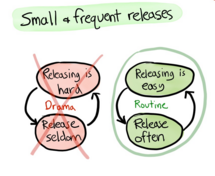 Small & frequent releases
Releasing is
hard
Drama
Release
seldom
Releasing is
easy
Routine
Release
often